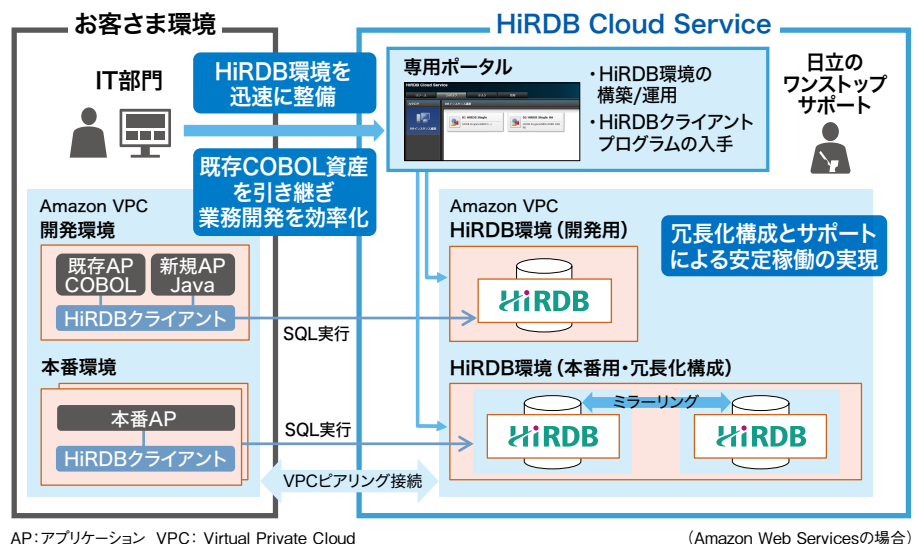 お客さま環境
HiRDB Cloud Service
IT部門
HiRDB環境を
迅速に整備
既存COBOL資産
を引き継ぎ
業務開発を効率化
専用ポータル
HiRDB Cloud Service
・HiRDB環境の
構築/運用
・HiRDBクライアント
プログラムの入手
日立の
ワンストップ
サポート
Amazon VPC
開発環境
既存AP
COBOL
新規AP
Java
HiRDBクライアント
SQL実行
本番環境
本番AP
HiRDBクライアント
SQL実行
VPCピアリング接続
Amazon VPC
HiRDB環境（開発用）
HiRDB
冗長化構成とサポート
による安定稼働の実現
HiRDB環境（本番用・冗長化構成）
ミラーリング
HiRDB
HiRDB
AP：アプリケーション VPC： Virtual Private Cloud
（Amazon Web Servicesの場合）